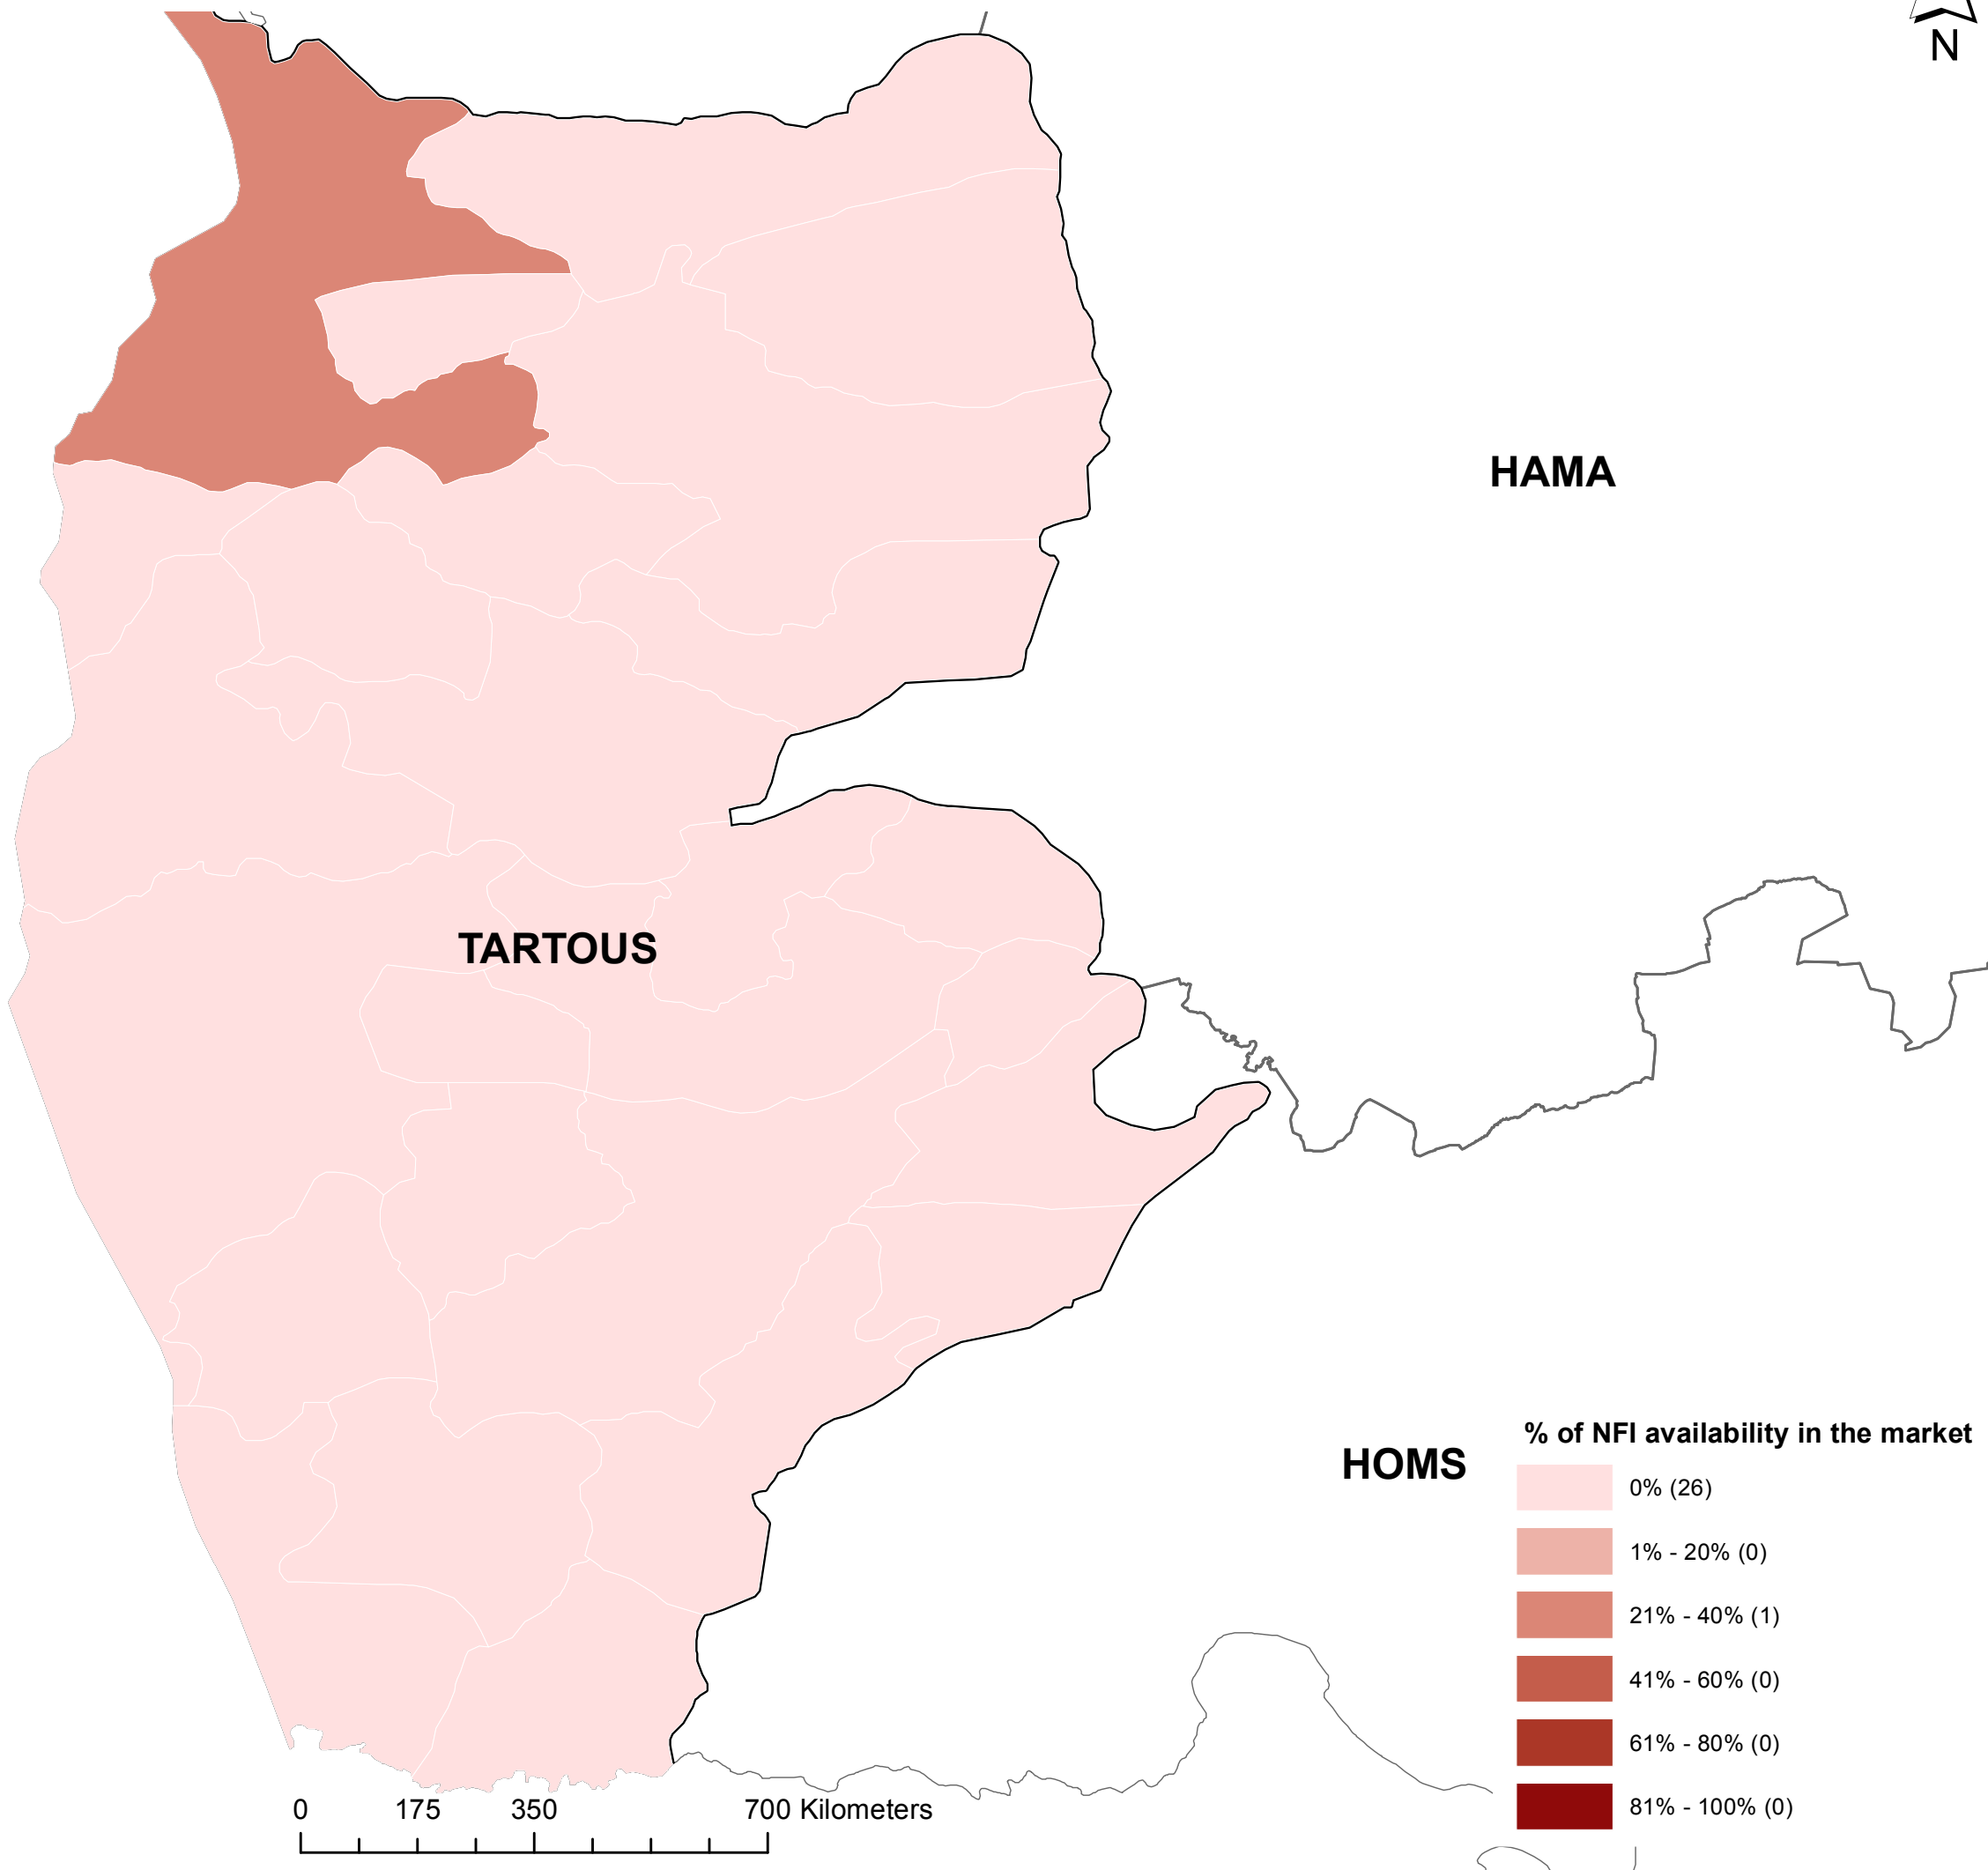 N
HAMA
TARTOUS
HOMS
% of NFI availability in the market
0% (26)
1% - 20% (0)
21% - 40% (1)
41% - 60% (0)
61% - 80% (0)
81% - 100% (0)
0 175 350 700 Kilometers